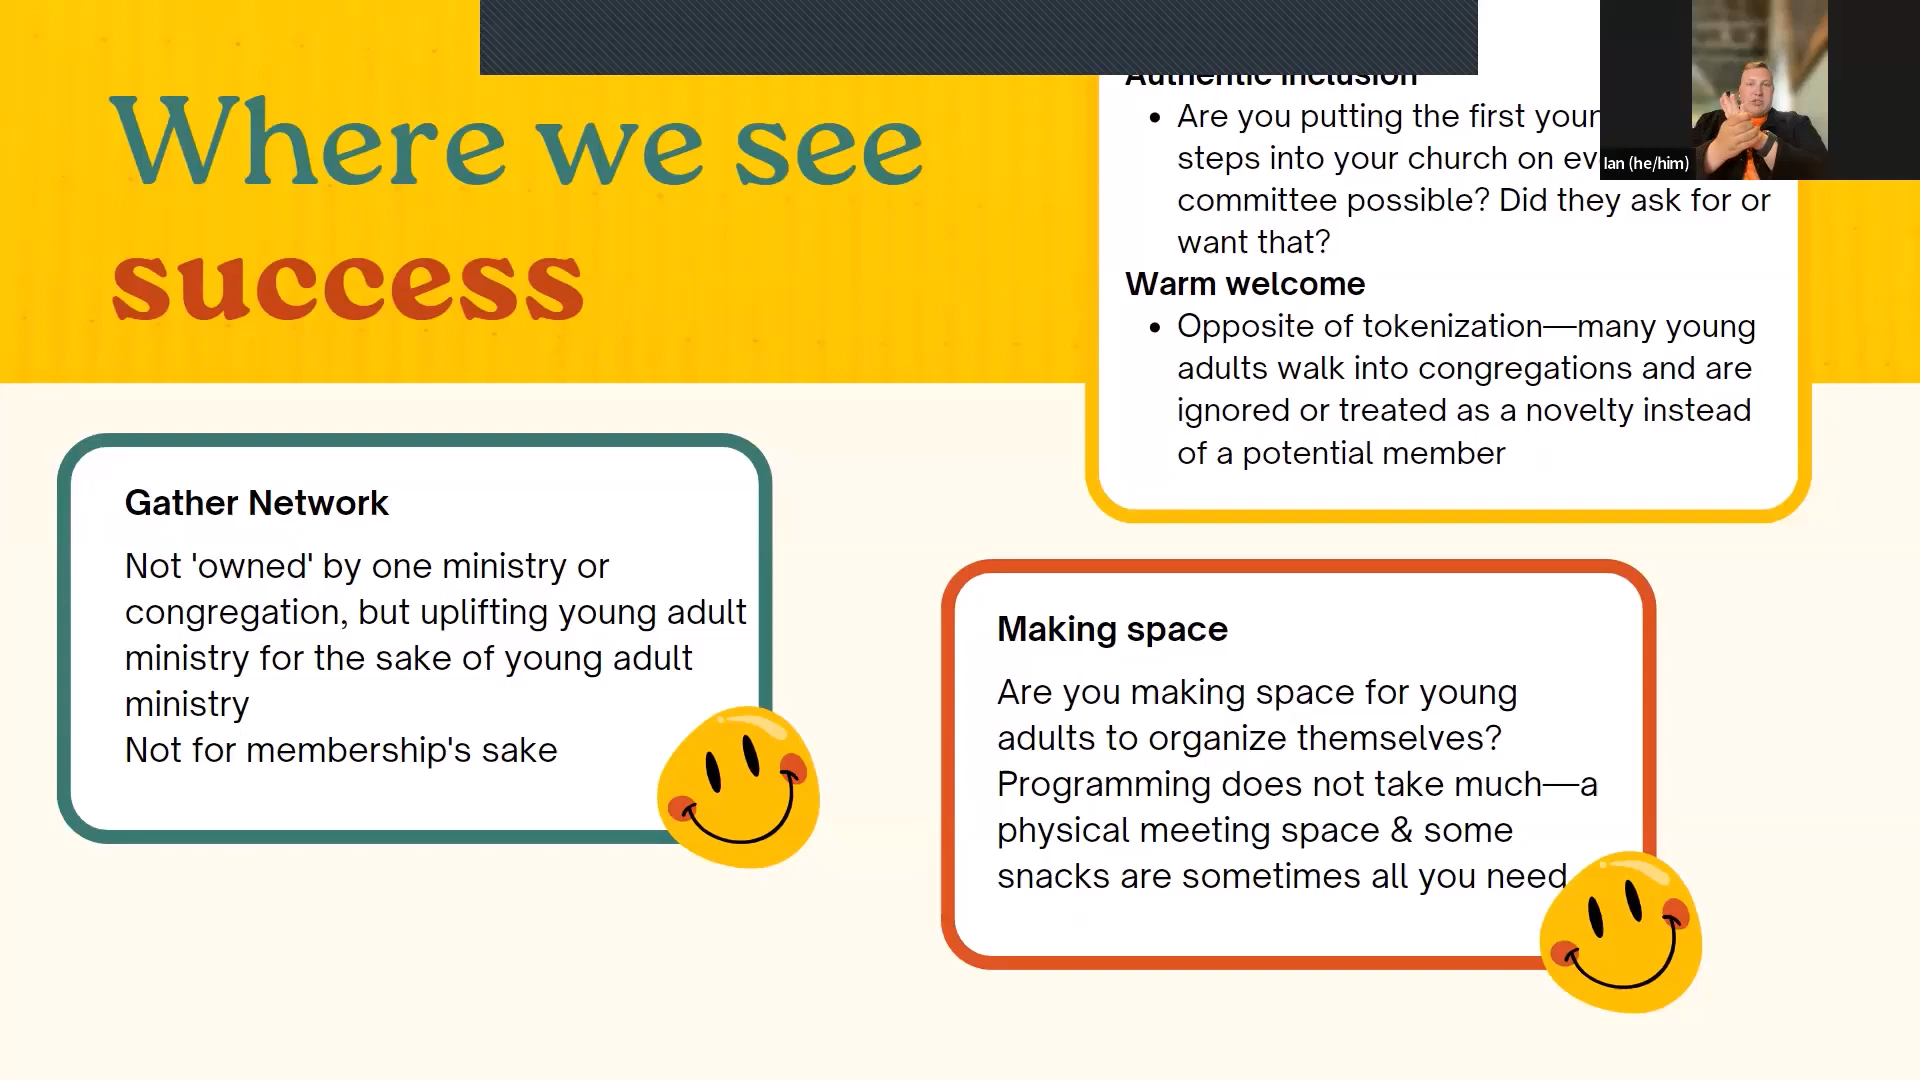 Where we see
success
Authentic inclusion
• Are you putting the first
steps into your church on
committee possible? Did they ask for or
want that?
Warm welcome
• Opposite of tokenization—many young
adults walk into congregations and are
ignored or treated as a novelty instead
of a potential member
Ian (he/him)
Gather Network
Not 'owned' by one ministry or
congregation, but uplifting young adult
ministry for the sake of young adult
ministry
Not for membership's sake
Making space
Are you making space for young
adults to organize themselves?
Programming does not take much—a
physical meeting space & some
snacks are sometimes all you need